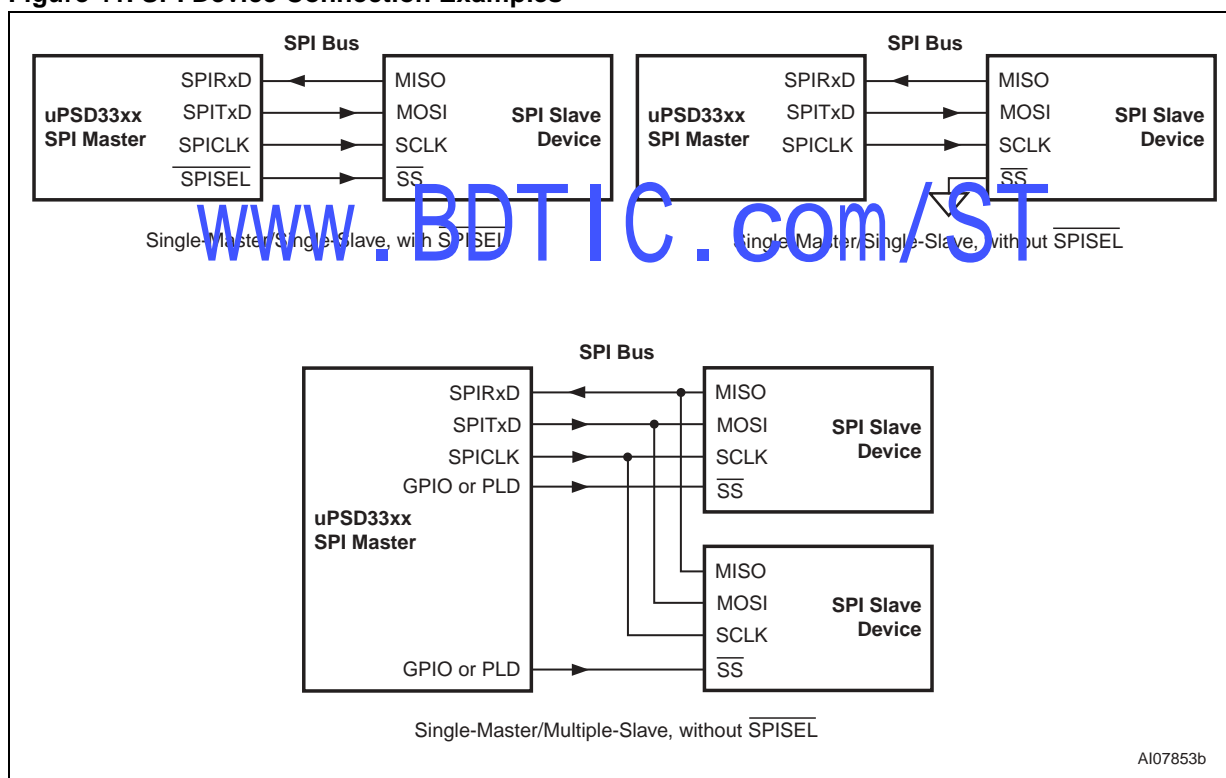 SPI Bus
SPIRxD
SPITxD
SPICLK
SPISEL
uPSD33xx
SPI Master
MISO
MOSI
SCLK
SS
SPI Slave
Device
Single-Master/Single-Slave, with SPISEL
SPI Bus
SPIRxD
SPITxD
SPICLK
uPSD33xx
SPI Master
MISO
MOSI
SCLK
SS
SPI Slave
Device
Single-Master/Single-Slave, without SPISEL
www.BDTIC.com/ST
SPI Bus
SPIRxD
SPITxD
SPICLK
GPIO or PLD
uPSD33xx
SPI Master
GPIO or PLD
MISO
MOSI
SCLK
SS
SPI Slave
Device
MISO
MOSI
SCLK
SS
SPI Slave
Device
Single-Master/Multiple-Slave, without SPISEL
AI07853b